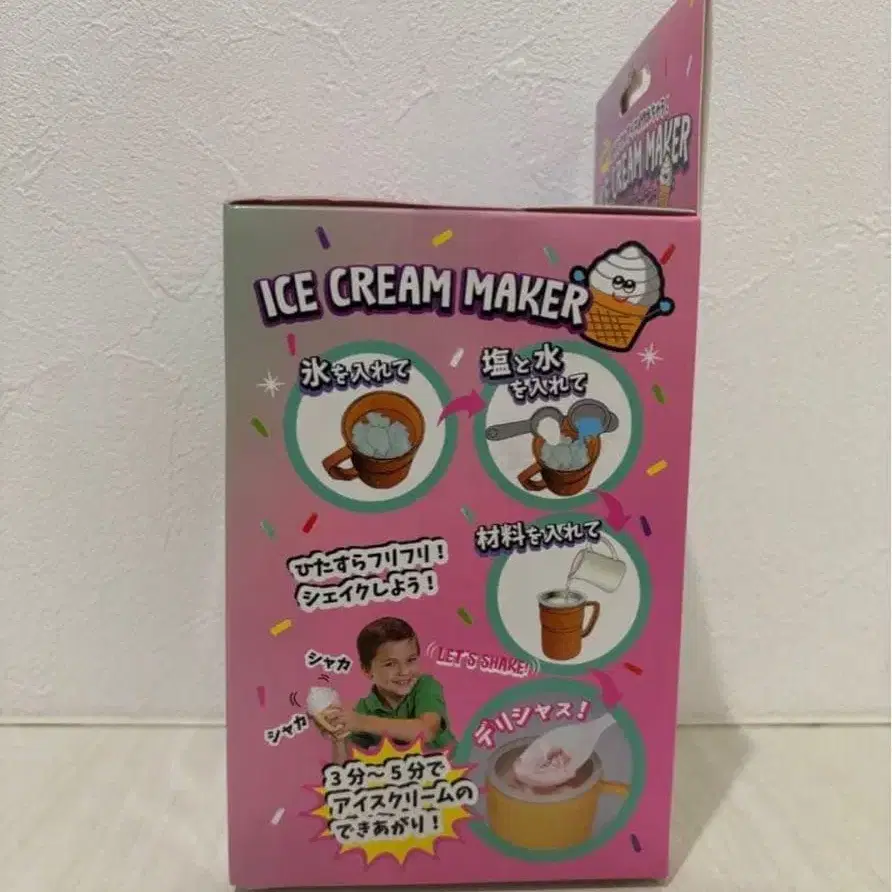 ICE CREAM MAKER
ICE CREAM MAKER
氷を入れて
塩と水
を入れて
材料を入れて
ひたすらフリフリ!
シェイクしよう!
シャカ
シャカ
LET'S SHAKE!
デリシャス!
3分～5分で
アイスクリームの
できあがり!